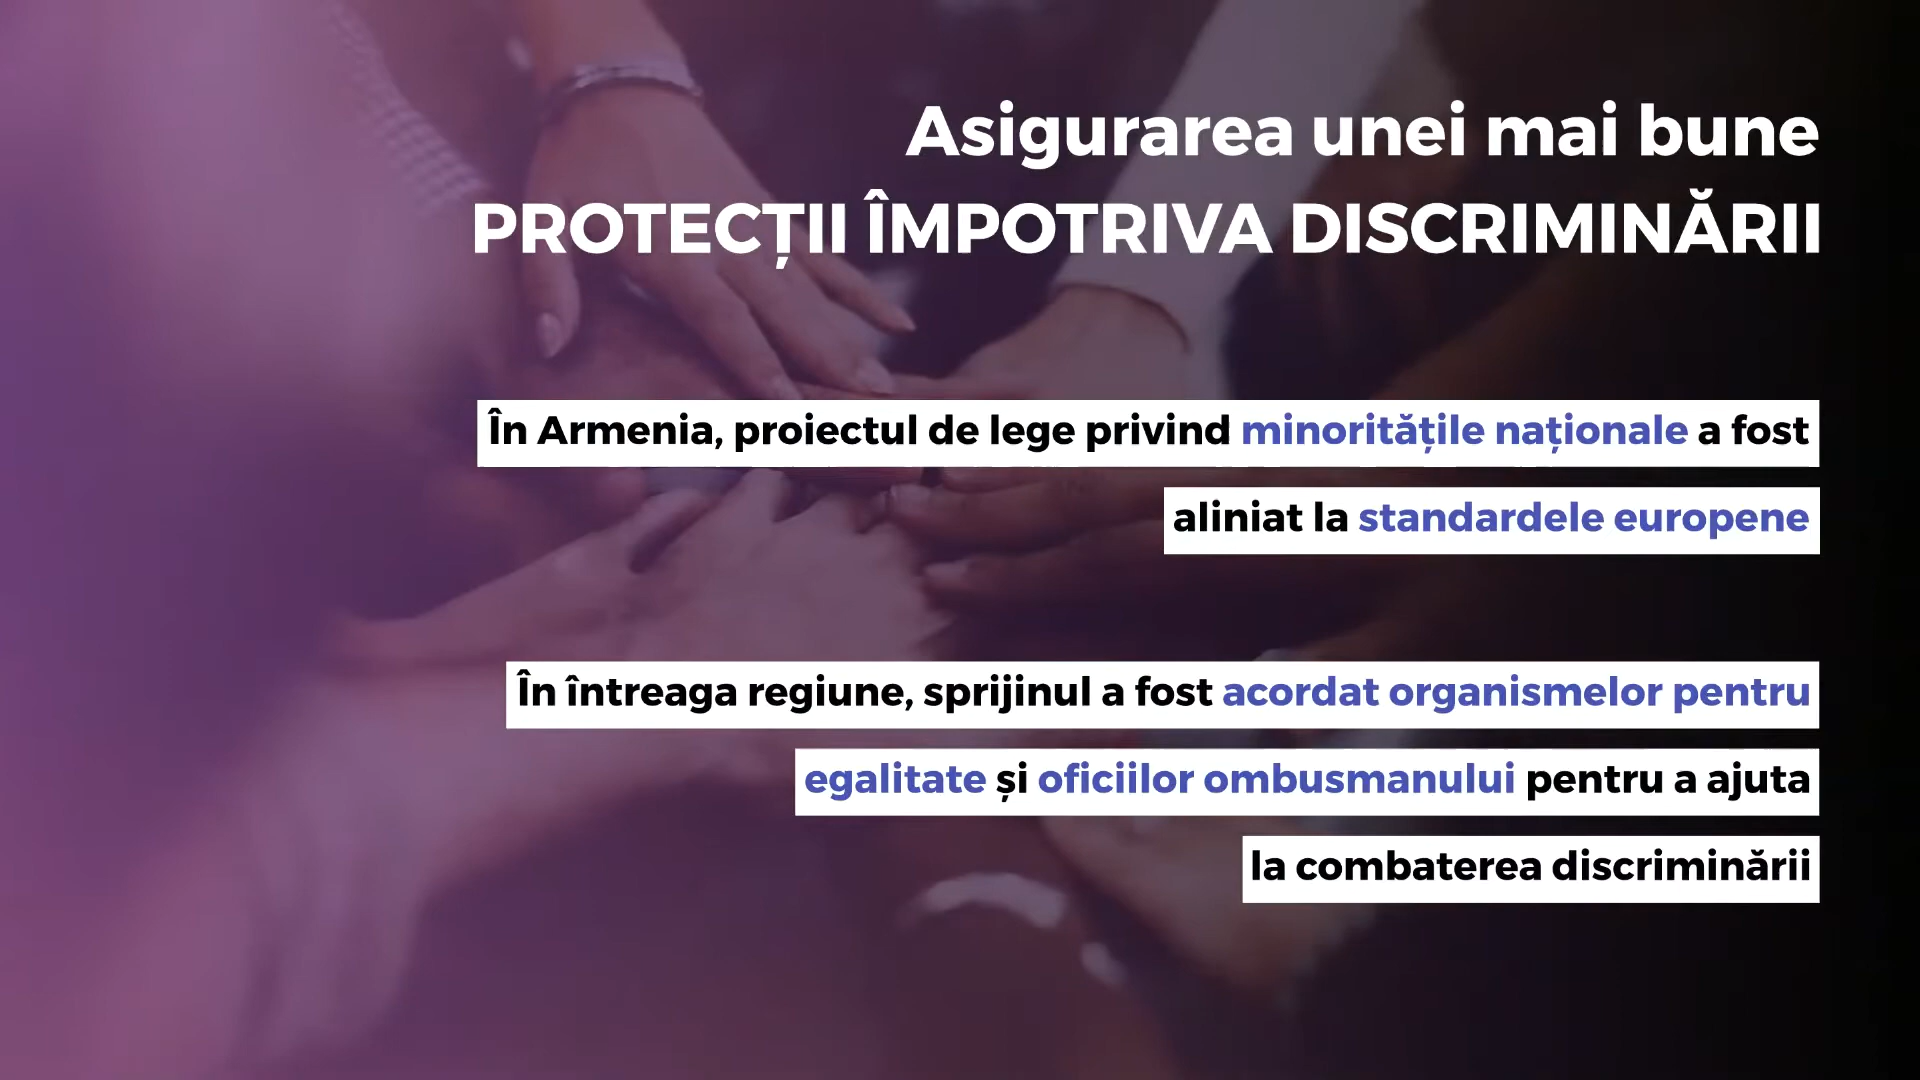 Asigurarea unei mai bune
PROTECȚII ÎMPOTRIVA DISCRIMINĂRII
În Armenia, proiectul de lege privind minoritățile naționale a fost
aliniat la standardele europene
În întreaga regiune, sprijinul a fost acordat organismelor pentru
egalitate și oficiilor ombusmanului pentru a ajuta
la combaterea discriminării